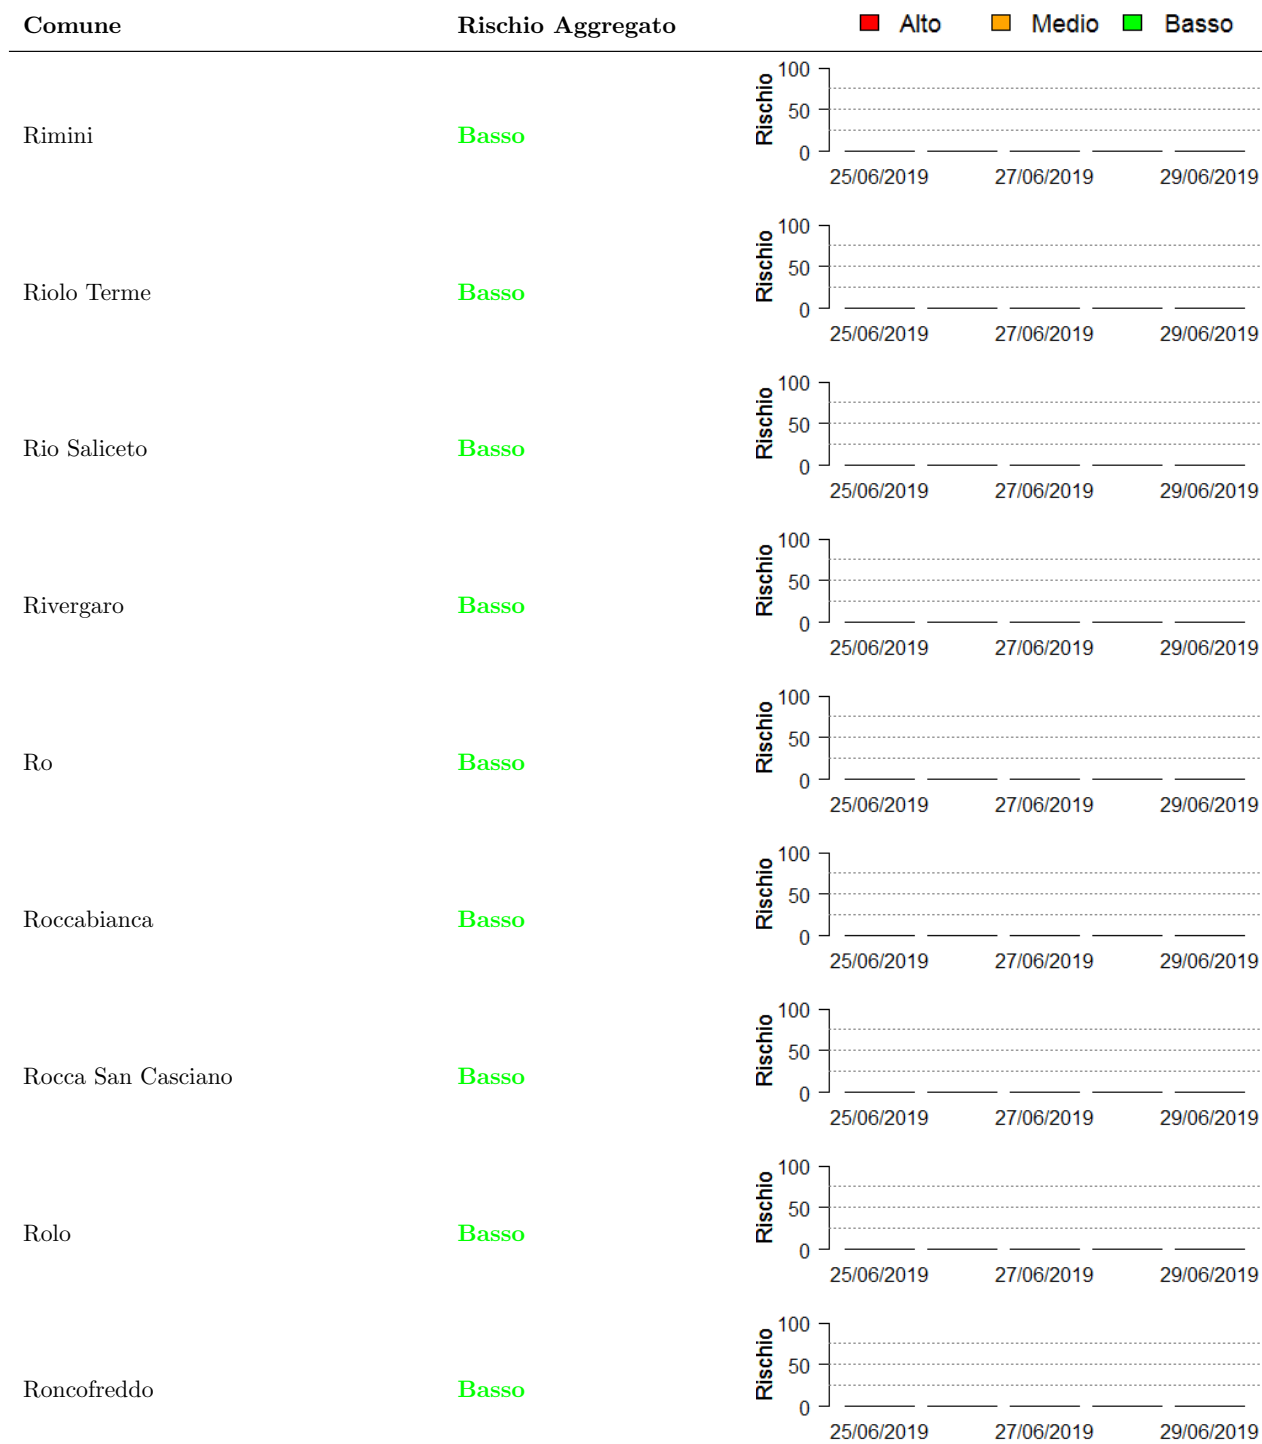 Comune Rischio Aggregato Alto Medio Basso
Rimini Basso
Rischio
100
50
0
25/06/2019 27/06/2019 29/06/2019
Riolo Terme Basso
Rischio
100
50
0
25/06/2019 27/06/2019 29/06/2019
Rio Saliceto Basso
Rischio
100
50
0
25/06/2019 27/06/2019 29/06/2019
Rivergaro Basso
Rischio
100
50
0
25/06/2019 27/06/2019 29/06/2019
Ro Basso
Rischio
100
50
0
25/06/2019 27/06/2019 29/06/2019
Roccabianca Basso
Rischio
100
50
0
25/06/2019 27/06/2019 29/06/2019
Rocca San Casciano Basso
Rischio
100
50
0
25/06/2019 27/06/2019 29/06/2019
Rolo Basso
Rischio
100
50
0
25/06/2019 27/06/2019 29/06/2019
Roncofreddo Basso
Rischio
100
50
0
25/06/2019 27/06/2019 29/06/2019